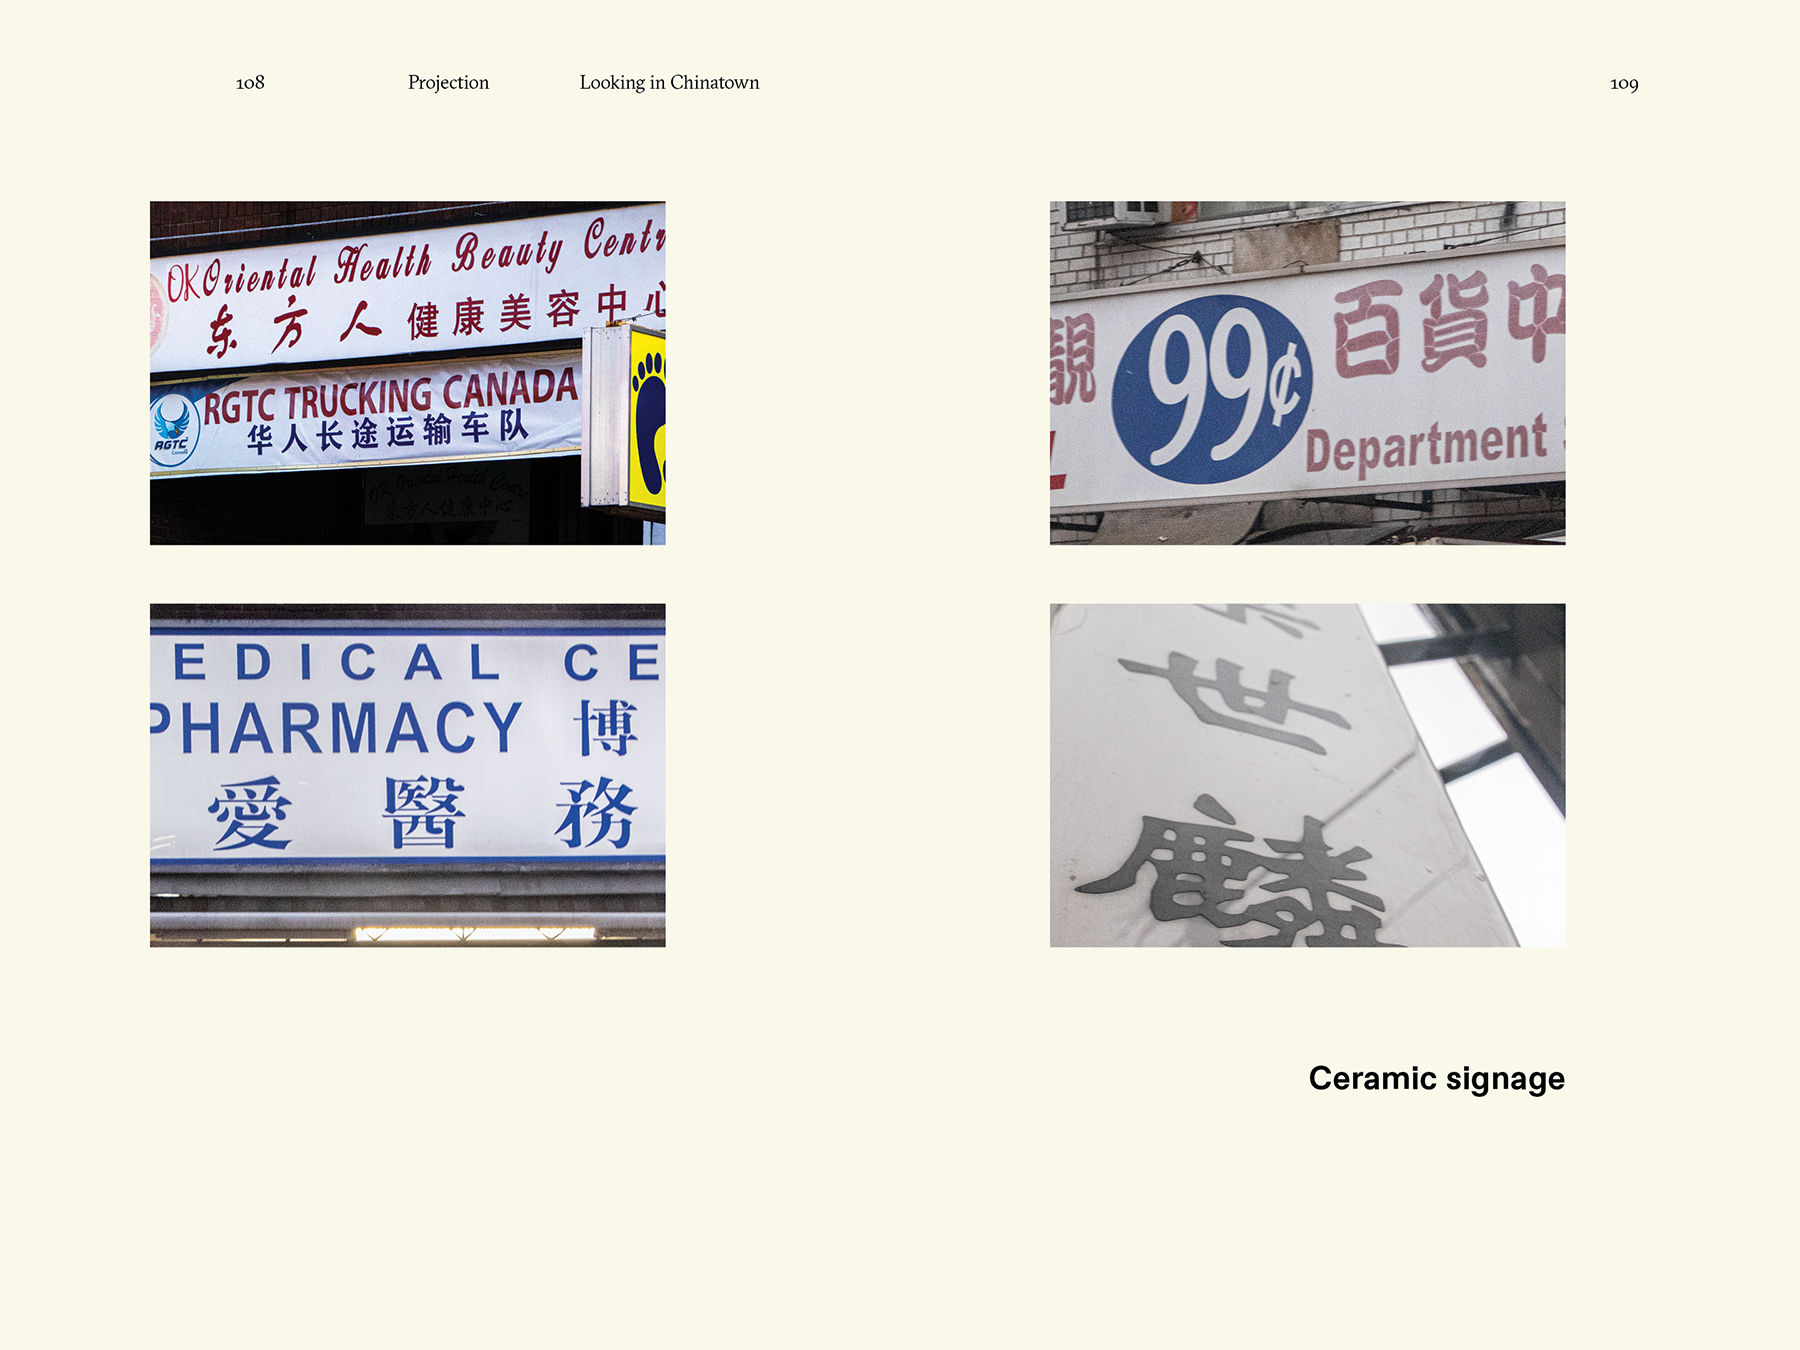 108
Projection
Looking in Chinatown
109
OK Oriental Health Beauty Centr
东方人健康美容中心
RGTC TRUCKING CANADA
华人长途运输车队
RGTC
Canada
OK Oriental Health Centre
東方人健康中心
靚
99¢
百貨中
Department
EDICAL CE
PHARMACY 博
愛醫務
麟
Ceramic signage